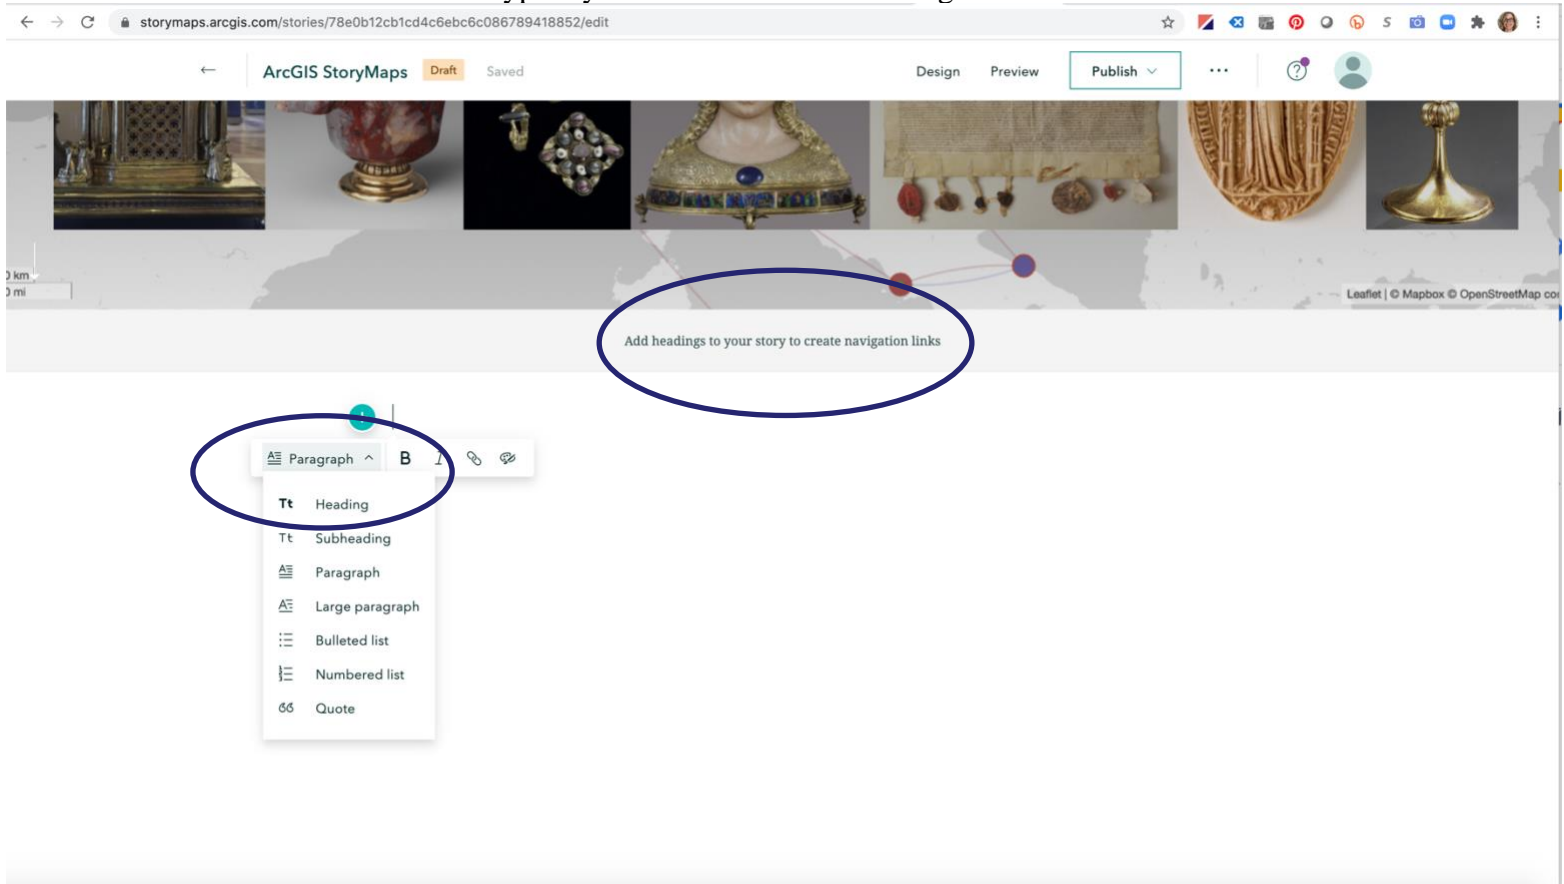 storymaps.arcgis.com/stories/78e0b12cb1cd4c6ebc6c086789418852/edit
ArcGIS StoryMaps Draft Saved Design Preview Publish
0 km
0 mi
Leaflet | © Mapbox © OpenStreetMap co
Add headings to your story to create navigation links
Paragraph B I
Tt Heading
Tt Subheading
Paragraph
Large paragraph
Bulleted list
Numbered list
Quote